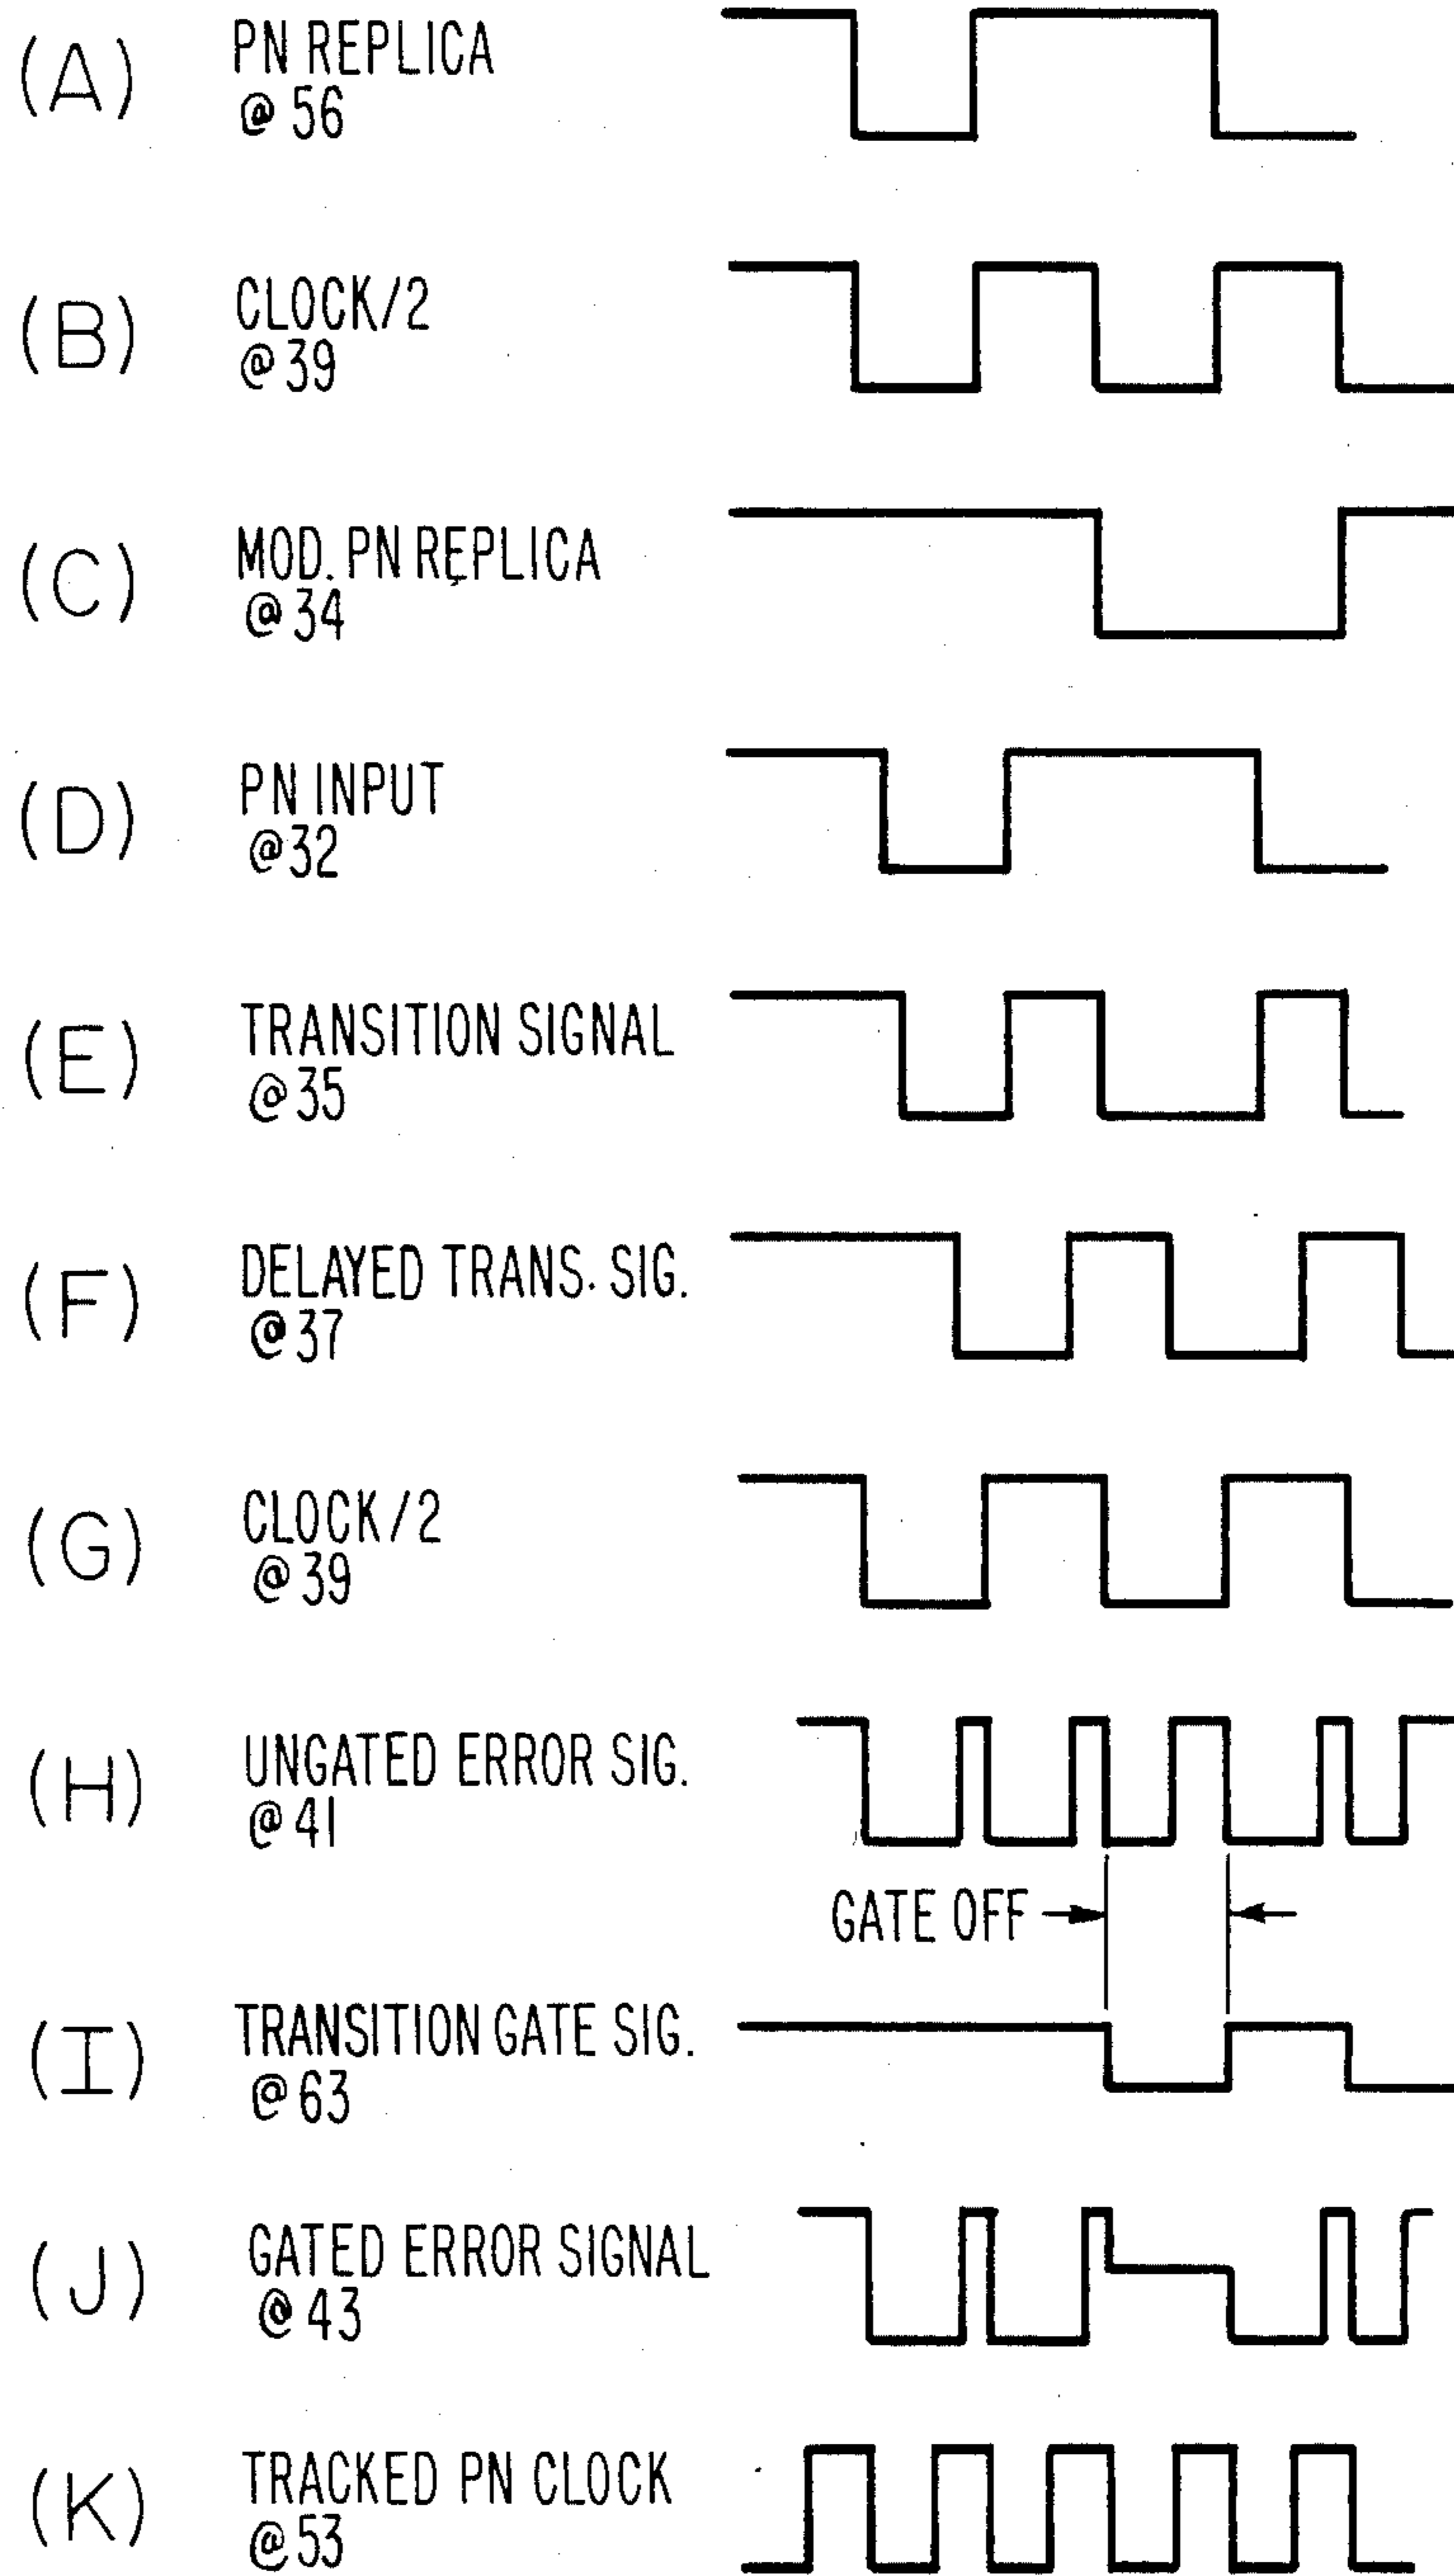 (A) PN REPLICA
@ 56
(B) CLOCK/2
@ 39
(C) MOD. PN REPLICA
@ 34
(D) PN INPUT
@ 32
(E) TRANSITION SIGNAL
@ 35
(F) DELAYED TRANS. SIG.
@ 37
(G) CLOCK/2
@ 39
(H) UNGATED ERROR SIG.
@ 41
GATE OFF
(I) TRANSITION GATE SIG.
@ 63
(J) GATED ERROR SIGNAL
@ 43
(K) TRACKED PN CLOCK
@ 53